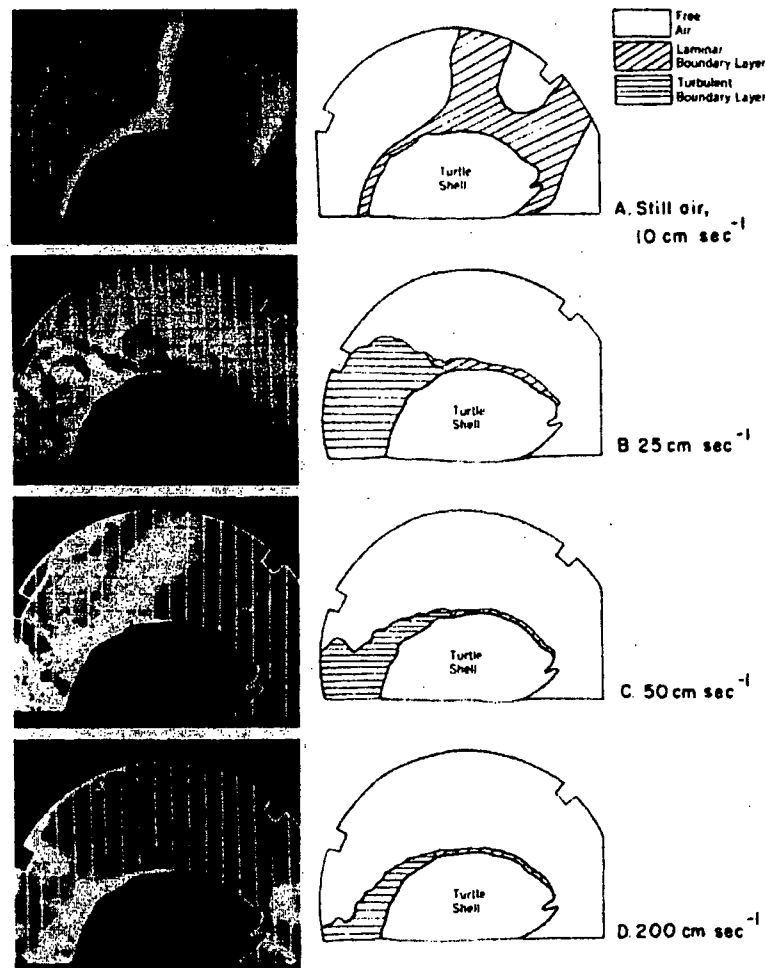 Free
Air
Laminar
Boundary Layer
Turbulent
Boundary Layer
Turtle
Shell
A. Still air,
10 cm sec⁻¹
Turtle
Shell
B 25 cm sec⁻¹
Turtle
Shell
C. 50 cm sec⁻¹
Turtle
Shell
D. 200 cm sec⁻¹